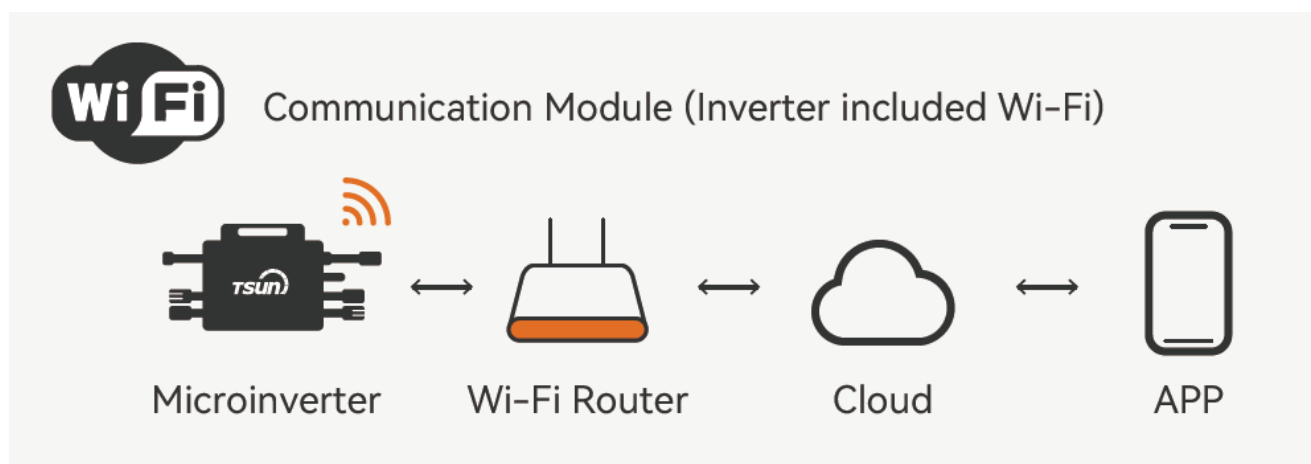 WiFi
Communication Module (Inverter included Wi-Fi)
TSUN
Microinverter
Wi-Fi Router
Cloud
APP